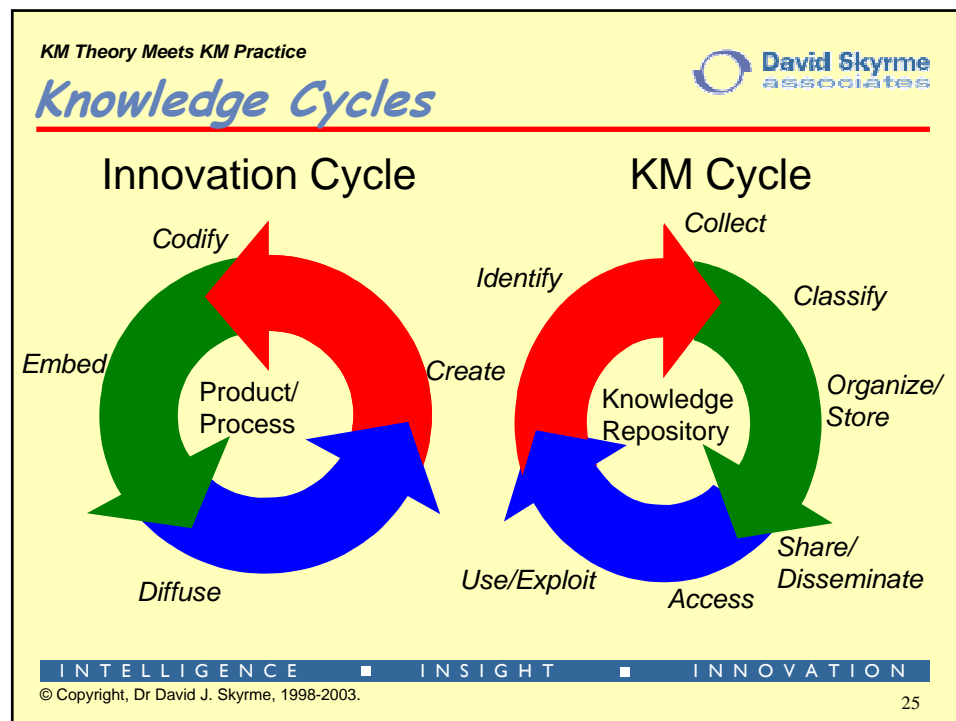 KM Theory Meets KM Practice
David Skyrme
associates
Knowledge Cycles
Innovation Cycle
Codify
Embed
Create
Product/
Process
Diffuse
KM Cycle
Collect
Identify
Classify
Organize/
Store
Knowledge
Repository
Share/
Disseminate
Use/Exploit
Access
INTELLIGENCE ■ INSIGHT ■ INNOVATION
© Copyright, Dr David J. Skyrme, 1998-2003.
25